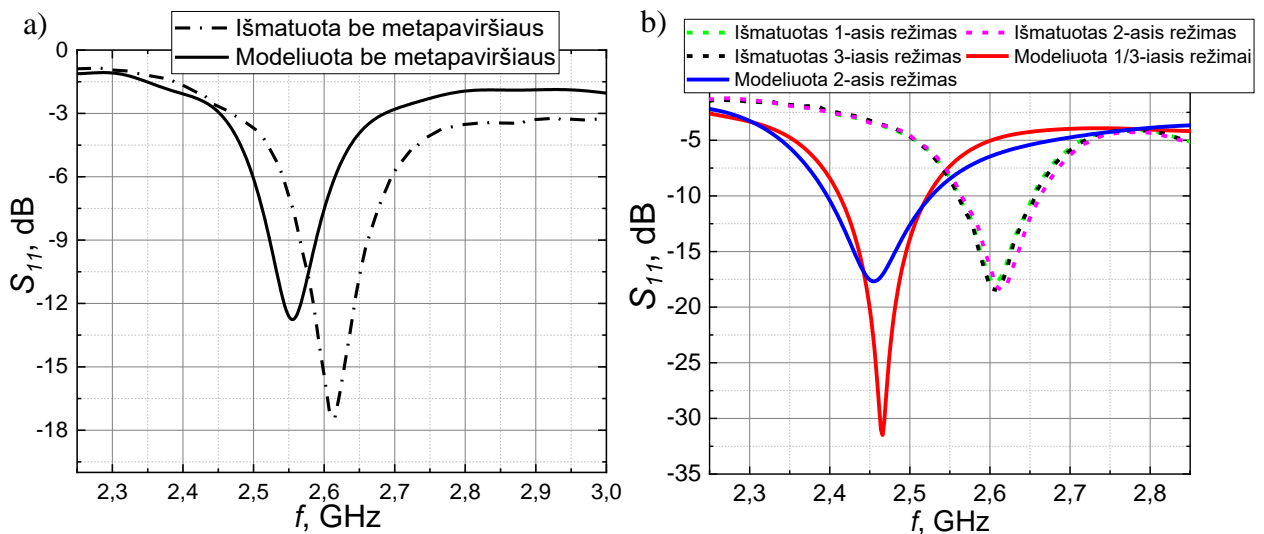 a)
Išmatuota be metapaviršiaus
Modeliuota be metapaviršiaus
0
-3
-6
-9
-12
-15
-18
S11, dB
2,3 2,4 2,5 2,6 2,7 2,8 2,9 3,0
f, GHz
b)
Išmatuotas 1-asis režimas Išmatuotas 2-asis režimas
Išmatuotas 3-iasis režimas Modeliuota 1/3-iasis režimai
Modeliuota 2-asis režimas
-5
-10
-15
-20
-25
-30
-35
S11, dB
2,3 2,4 2,5 2,6 2,7 2,8
f, GHz